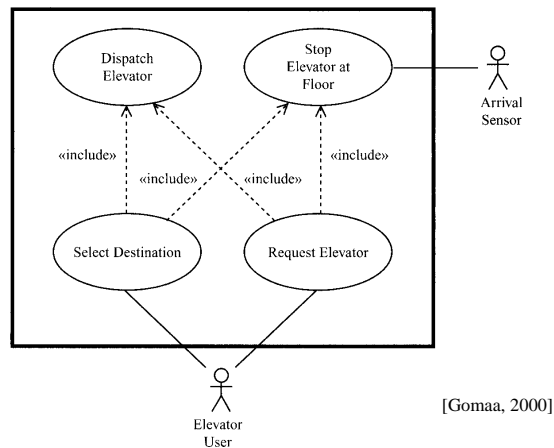 Dispatch
Elevator
Stop
Elevator at
Floor
Arrival
Sensor
«include»
«include»
«include»
«include»
Select Destination
Request Elevator
Elevator
User
[Gomaa, 2000]